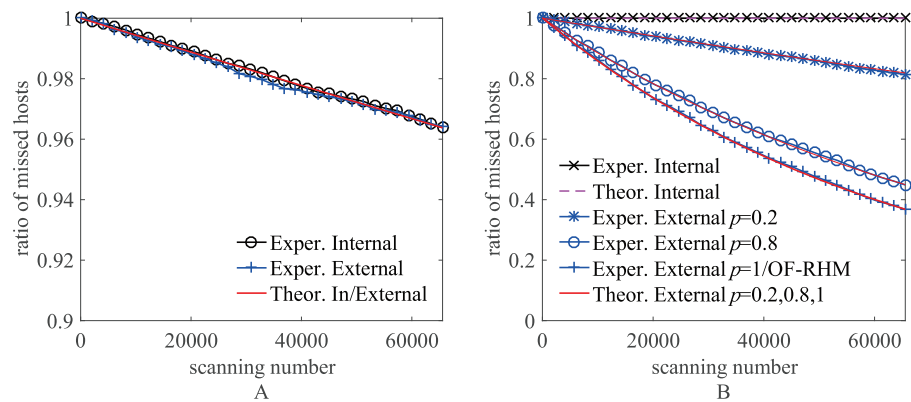 1
0.98
0.96
0.94
0.92
0.9
ratio of missed hosts
0 20000 40000 60000
scanning number
A
Exper. Internal
Exper. External
Theor. In/External
1
0.8
0.6
0.4
0.2
0
ratio of missed hosts
0 20000 40000 60000
scanning number
B
Exper. Internal
Theor. Internal
Exper. External p=0.2
Exper. External p=0.8
Exper. External p=1/OF-RHM
Theor. External p=0.2,0.8,1